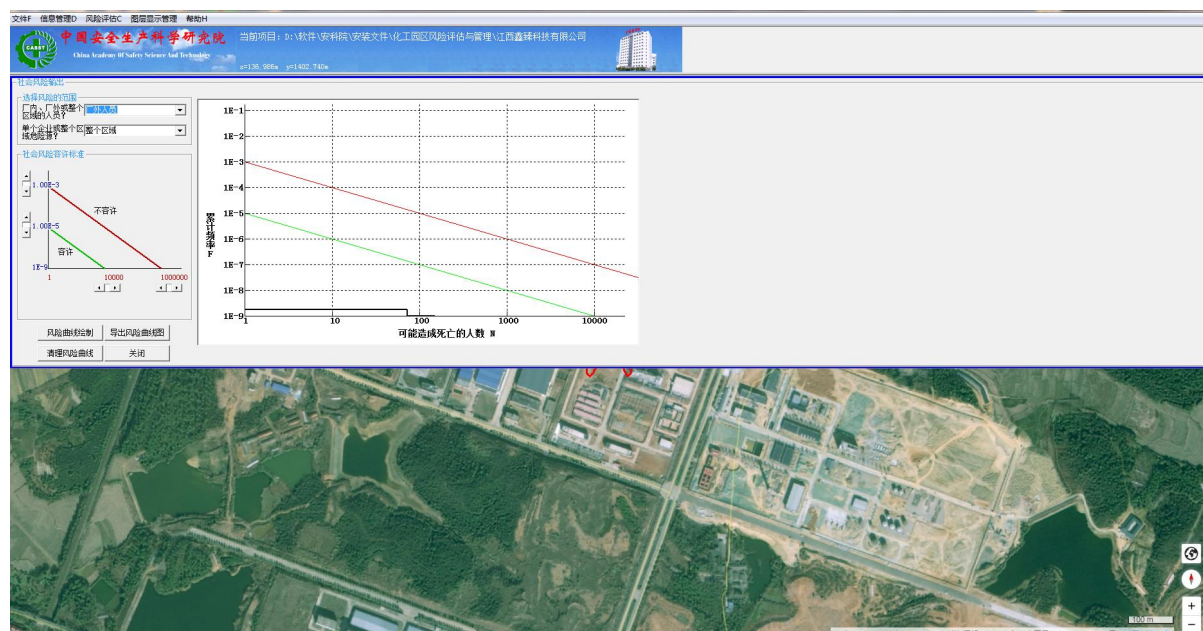 文件F 信息管理D 风险评估C 图层显示管理 帮助H
中国安全生产科学研究院
CASST
China Academy Of Safety Science And Technology
当前项目: D:\软件\安科院\安装文件\化工园区风险评估与管理\江西鑫臻科技有限公司
x=136.986m y=1402.740m
社会风险输出
选择风险的范围
厂内、厂外或整个区域的人员?
厂外人员
单个企业或整个区域危险源?
整个区域
社会风险容许标准
1.00E-3
不容许
1.00E-5
容许
1E-9
1 10000 1000000
风险曲线绘制 导出风险曲线图
清理风险曲线 关闭
1E-1
1E-2
1E-3
1E-4
1E-5
1E-6
1E-7
1E-8
1E-9
累计频率F
1 10 100 1000 10000
可能造成死亡的人数 N
100 m